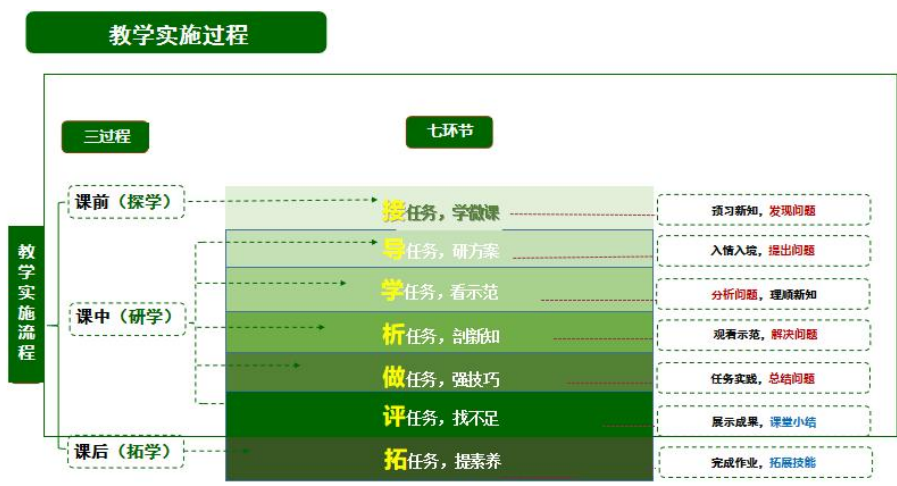 教学实施过程
三过程
七环节
教学实施流程
课前（探学）
接任务，学微课
预习新知，发现问题
导任务，研方案
入情入境，提出问题
学任务，看示范
分析问题，理顺新知
课中（研学）
析任务，剖新知
观看示范，解决问题
做任务，强技巧
任务实践，总结问题
评任务，找不足
展示成果，课堂小结
课后（拓学）
拓任务，提素养
完成作业，拓展技能